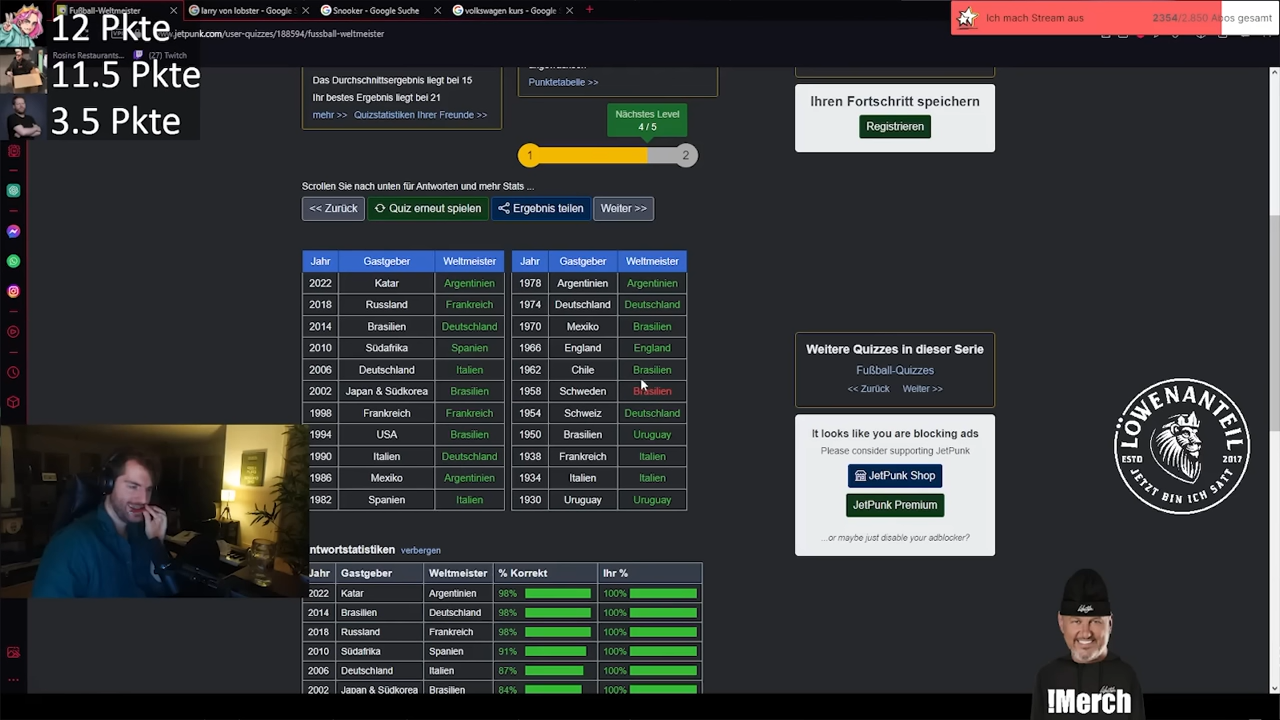 Fußball-Weltmeister
larry von lobster - Google
Snooker - Google Suche
volkswagen kurs - Google
12 Pkte
11.5 Pkte
3.5 Pkte
.jetpunk.com/user-quizzes/188594/fussball-weltmeister
Rosins Restaurants...
(27) Twitch
Ich mach Stream aus
2354/2.850 Abos gesamt
Das Durchschnittsergebnis liegt bei 15
Ihr bestes Ergebnis liegt bei 21
mehr >> Quizstatistiken Ihrer Freunde >>
Punktetabelle >>
Nächstes Level
4 / 5
1
2
Ihren Fortschritt speichern
Registrieren
Scrollen Sie nach unten für Antworten und mehr Stats ...
<< Zurück
Quiz erneut spielen
Ergebnis teilen
Weiter >>
Jahr Gastgeber Weltmeister
2022 Katar Argentinien
2018 Russland Frankreich
2014 Brasilien Deutschland
2010 Südafrika Spanien
2006 Deutschland Italien
2002 Japan & Südkorea Brasilien
1998 Frankreich Frankreich
1994 USA Brasilien
1990 Italien Deutschland
1986 Mexiko Argentinien
1982 Spanien Italien
Jahr Gastgeber Weltmeister
1978 Argentinien Argentinien
1974 Deutschland Deutschland
1970 Mexiko Brasilien
1966 England England
1962 Chile Brasilien
1958 Schweden Brasilien
1954 Schweiz Deutschland
1950 Brasilien Uruguay
1938 Frankreich Italien
1934 Italien Italien
1930 Uruguay Uruguay
Weitere Quizzes in dieser Serie
Fußball-Quizzes
<< Zurück Weiter >>
It looks like you are blocking ads
Please consider supporting JetPunk
JetPunk Shop
JetPunk Premium
...or maybe just disable your adblocker?
LÖWENANTEIL
ESTD 2017
JETZT BIN ICH SATT
ntwortstatistiken verbergen
Jahr Gastgeber Weltmeister % Korrekt Ihr %
2022 Katar Argentinien 98% 100%
2014 Brasilien Deutschland 98% 100%
2018 Russland Frankreich 98% 100%
2010 Südafrika Spanien 91% 100%
2006 Deutschland Italien 87% 100%
2002 Japan & Südkorea Brasilien 84% 100%
!Merch